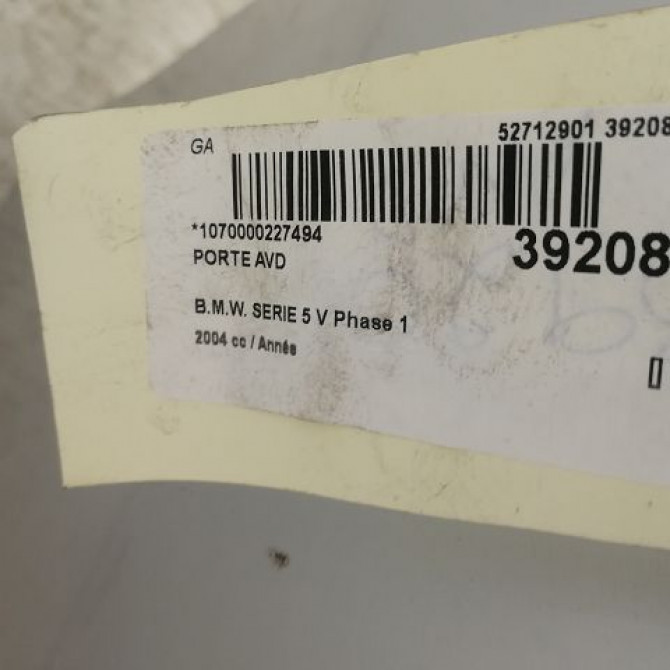 GA
52712901 39208
*1070000227494
39208
PORTE AVD
B.M.W. SERIE 5 V Phase 1
2004 cc / Année